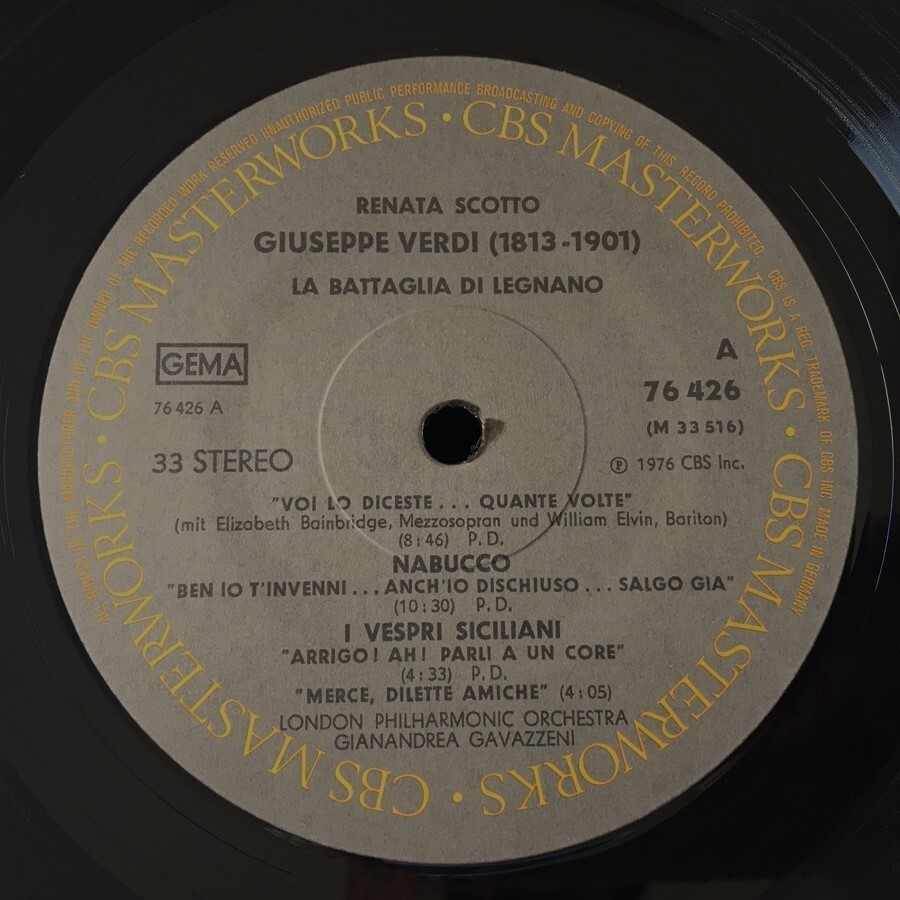 ALL RIGHTS OF THE MANUFACTURER AND OF THE OWNER OF THE RECORDED WORK RESERVED UNAUTHORIZED PUBLIC PERFORMANCE BROADCASTING AND COPYING OF THIS RECORD PROHIBITED. CBS IS A REG. TRADEMARK OF CBS INC MADE IN GERMANY
CBS MASTERWORKS · CBS MASTERWORKS · CBS MASTERWORKS · CBS MASTERWORKS · CBS MASTERWORKS
RENATA SCOTTO
GIUSEPPE VERDI (1813-1901)
LA BATTAGLIA DI LEGNANO
GEMA
76 426 A
33 STEREO
A
76 426
(M 33 516)
℗ 1976 CBS Inc.
"VOI LO DICESTE... QUANTE VOLTE"
(mit Elizabeth Bainbridge, Mezzosopran und William Elvin, Bariton)
(8:46) P.D.
NABUCCO
"BEN IO T'INVENNI...ANCH'IO DISCHIUSO... SALGO GIA"
(10:30) P.D.
I VESPRI SICILIANI
"ARRIGO! AH! PARLI A UN CORE"
(4:33) P.D.
"MERCE, DILETTE AMICHE" (4:05)
LONDON PHILHARMONIC ORCHESTRA
GIANANDREA GAVAZZENI